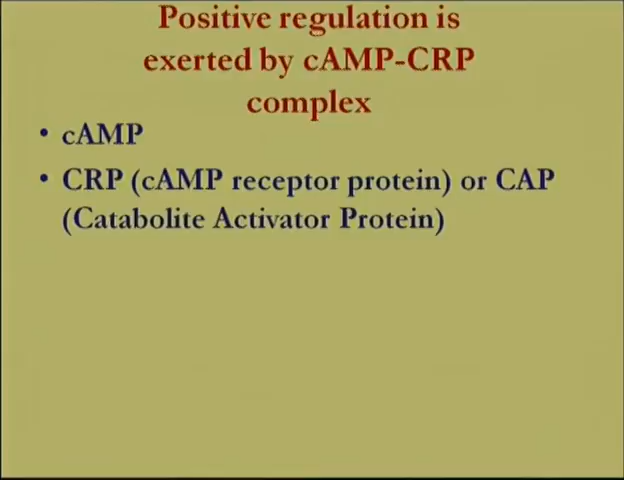 Positive regulation is
exerted by cAMP-CRP
complex
• cAMP
• CRP (cAMP receptor protein) or CAP
(Catabolite Activator Protein)